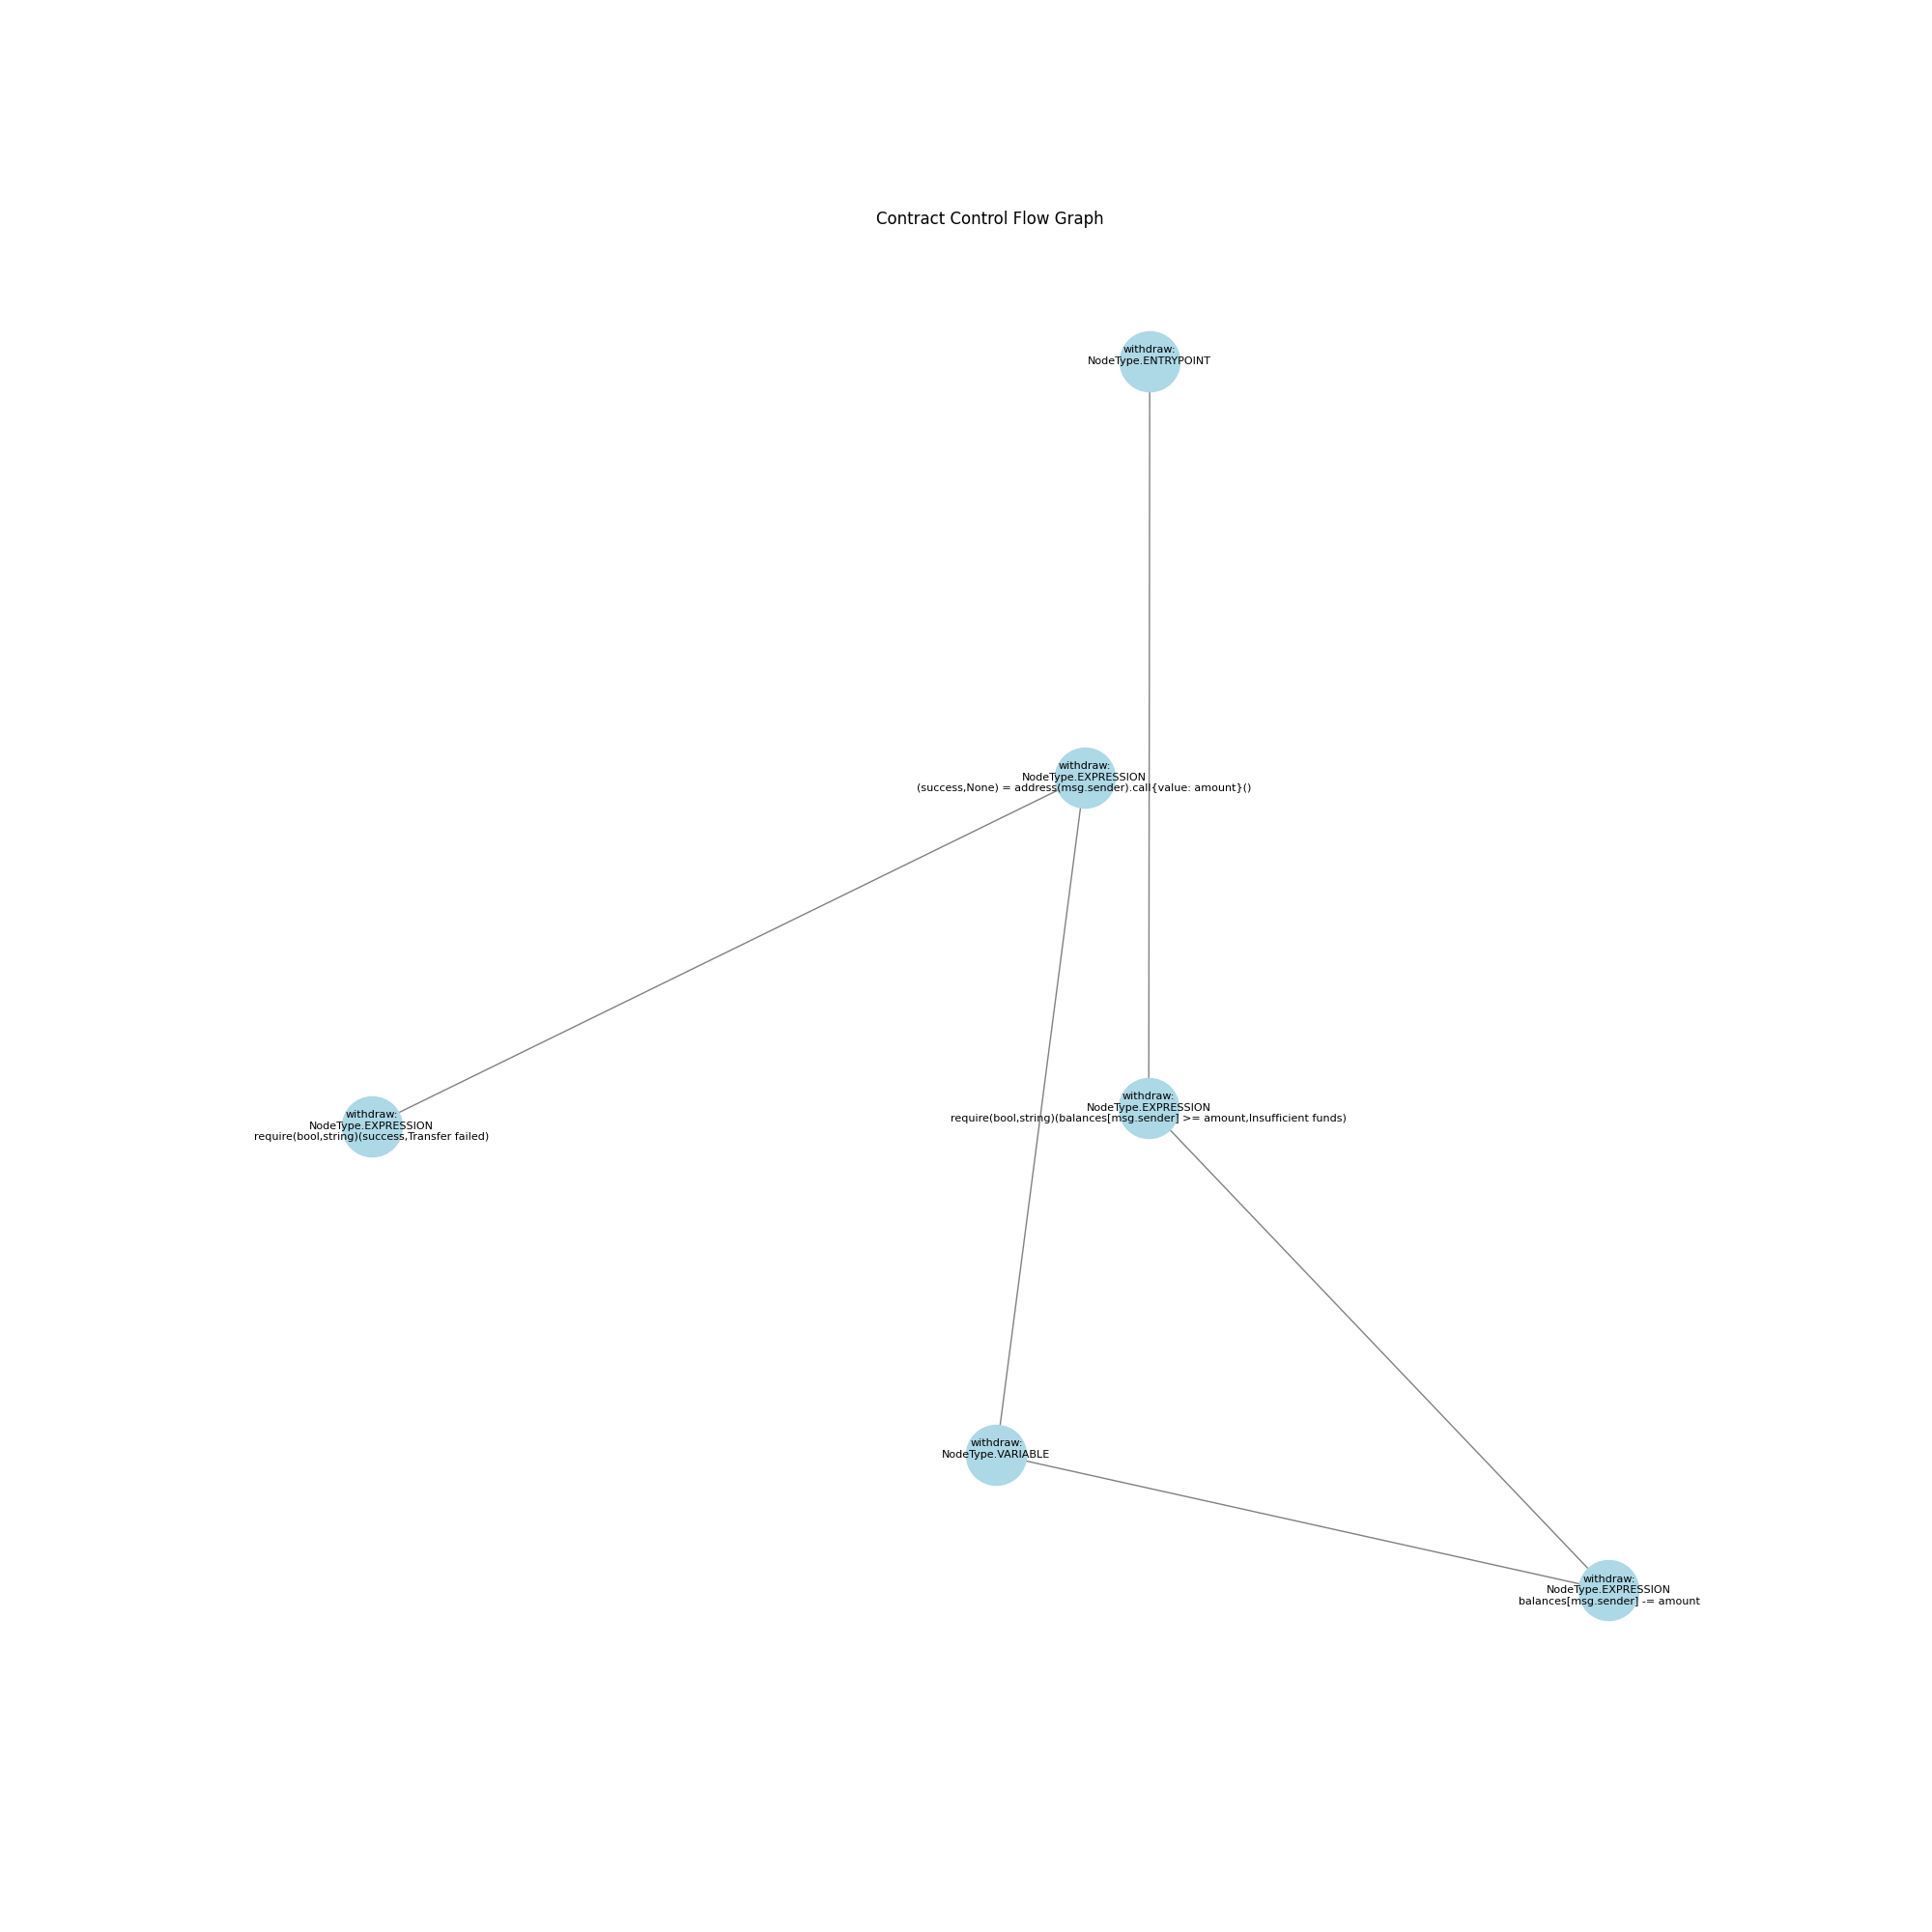 Contract Control Flow Graph
withdraw:
NodeType.ENTRYPOINT
withdraw:
NodeType.EXPRESSION
(success,None) = address(msg.sender).call{value: amount}()
withdraw:
NodeType.EXPRESSION
require(bool,string)(balances[msg.sender] >= amount,Insufficient funds)
withdraw:
NodeType.EXPRESSION
require(bool,string)(success,Transfer failed)
withdraw:
NodeType.VARIABLE
withdraw:
NodeType.EXPRESSION
balances[msg.sender] -= amount